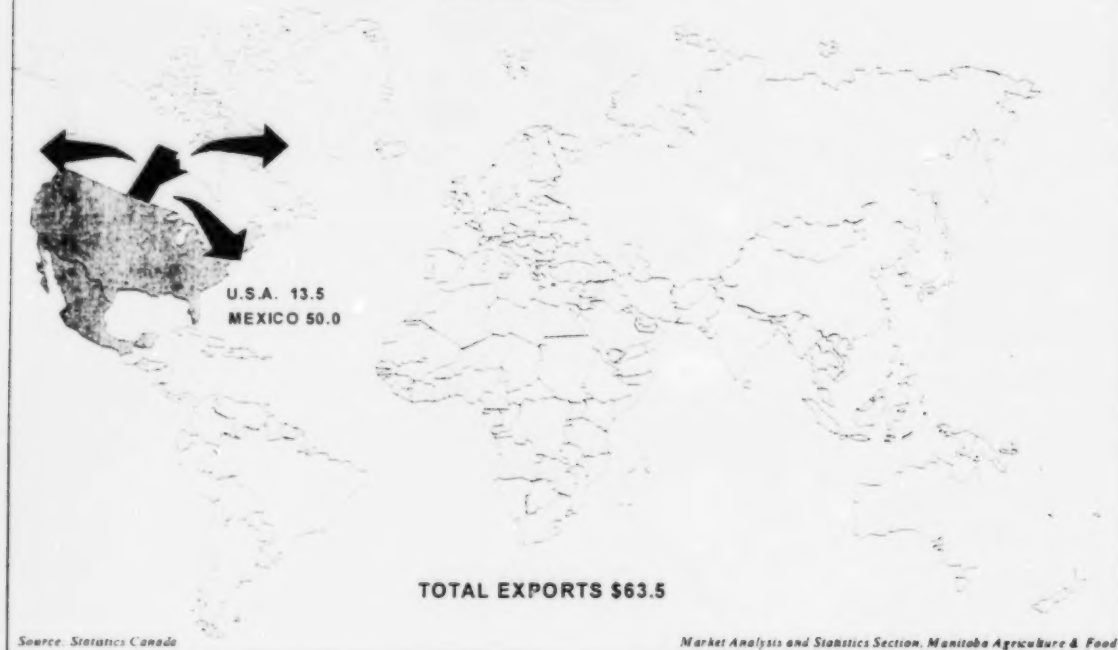 U.S.A. 13.5
MEXICO 50.0
TOTAL EXPORTS $63.5
Source: Statistics Canada
Market Analysis and Statistics Section, Manitoba Agriculture & Food